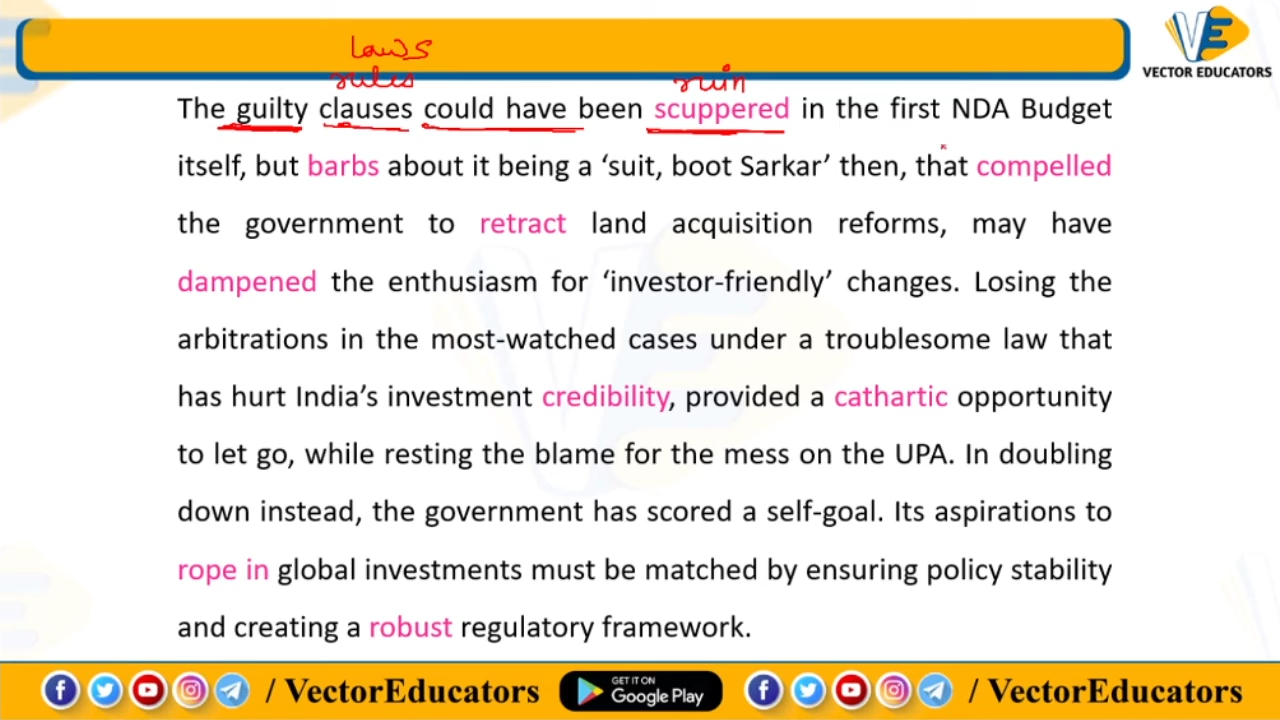 VE
VECTOR EDUCATORS
laws
rules
ruin
The guilty clauses could have been scuppered in the first NDA Budget
itself, but barbs about it being a ‘suit, boot Sarkar’ then, that compelled
the government to retract land acquisition reforms, may have
dampened the enthusiasm for ‘investor-friendly’ changes. Losing the
arbitrations in the most-watched cases under a troublesome law that
has hurt India’s investment credibility, provided a cathartic opportunity
to let go, while resting the blame for the mess on the UPA. In doubling
down instead, the government has scored a self-goal. Its aspirations to
rope in global investments must be matched by ensuring policy stability
and creating a robust regulatory framework.
/ VectorEducators
GET IT ON
Google Play
/ VectorEducators